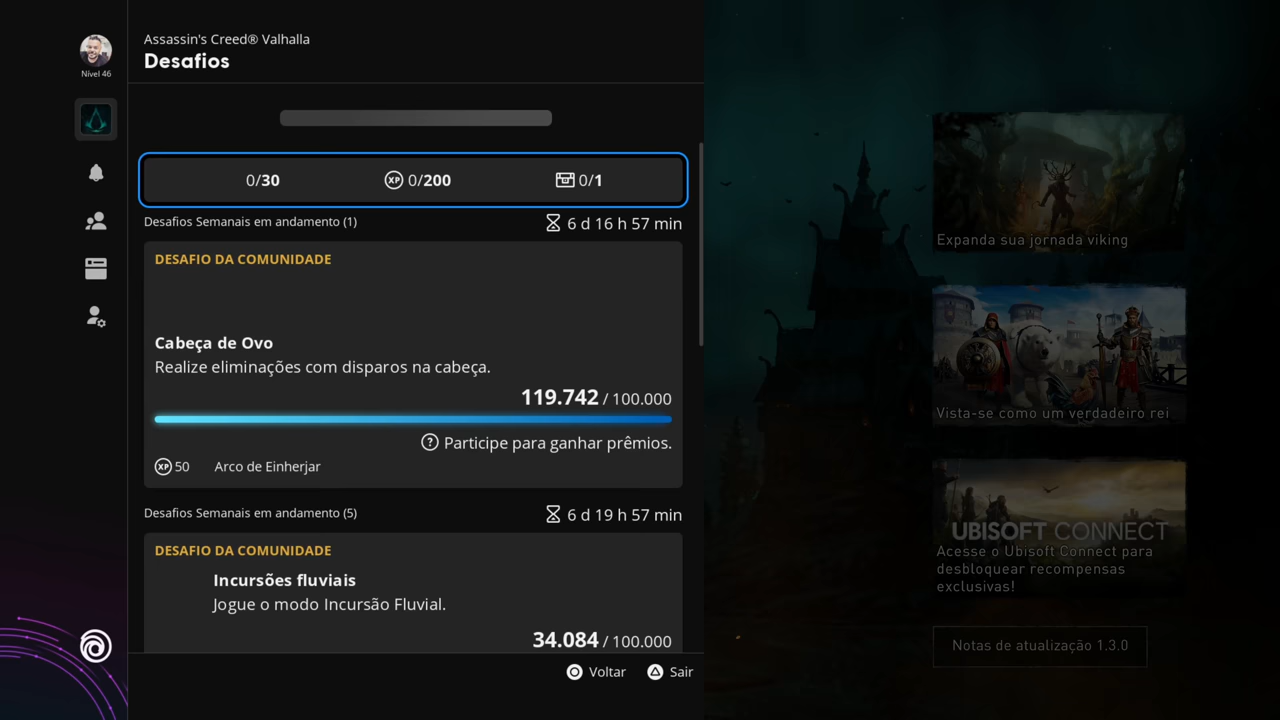 Assassin's Creed® Valhalla
Desafios
Nível 46
0/30
XP 0/200
0/1
Desafios Semanais em andamento (1)
6 d 16 h 57 min
DESAFIO DA COMUNIDADE
Cabeça de Ovo
Realize eliminações com disparos na cabeça.
119.742 / 100.000
? Participe para ganhar prêmios.
XP 50 Arco de Einherjar
Desafios Semanais em andamento (5)
6 d 19 h 57 min
DESAFIO DA COMUNIDADE
Incursões fluviais
Jogue o modo Incursão Fluvial.
34.084 / 100.000
Voltar
Sair
Expanda sua jornada viking
Vista-se como um verdadeiro rei
UBISOFT CONNECT
Acesse o Ubisoft Connect para
desbloquear recompensas
exclusivas!
Notas de atualização 1.3.0